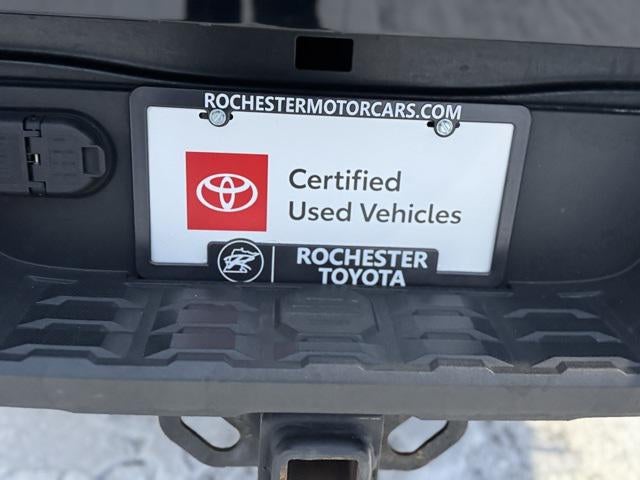 ROCHESTERMOTORCARS.COM
Certified
Used Vehicles
ROCHESTER
TOYOTA